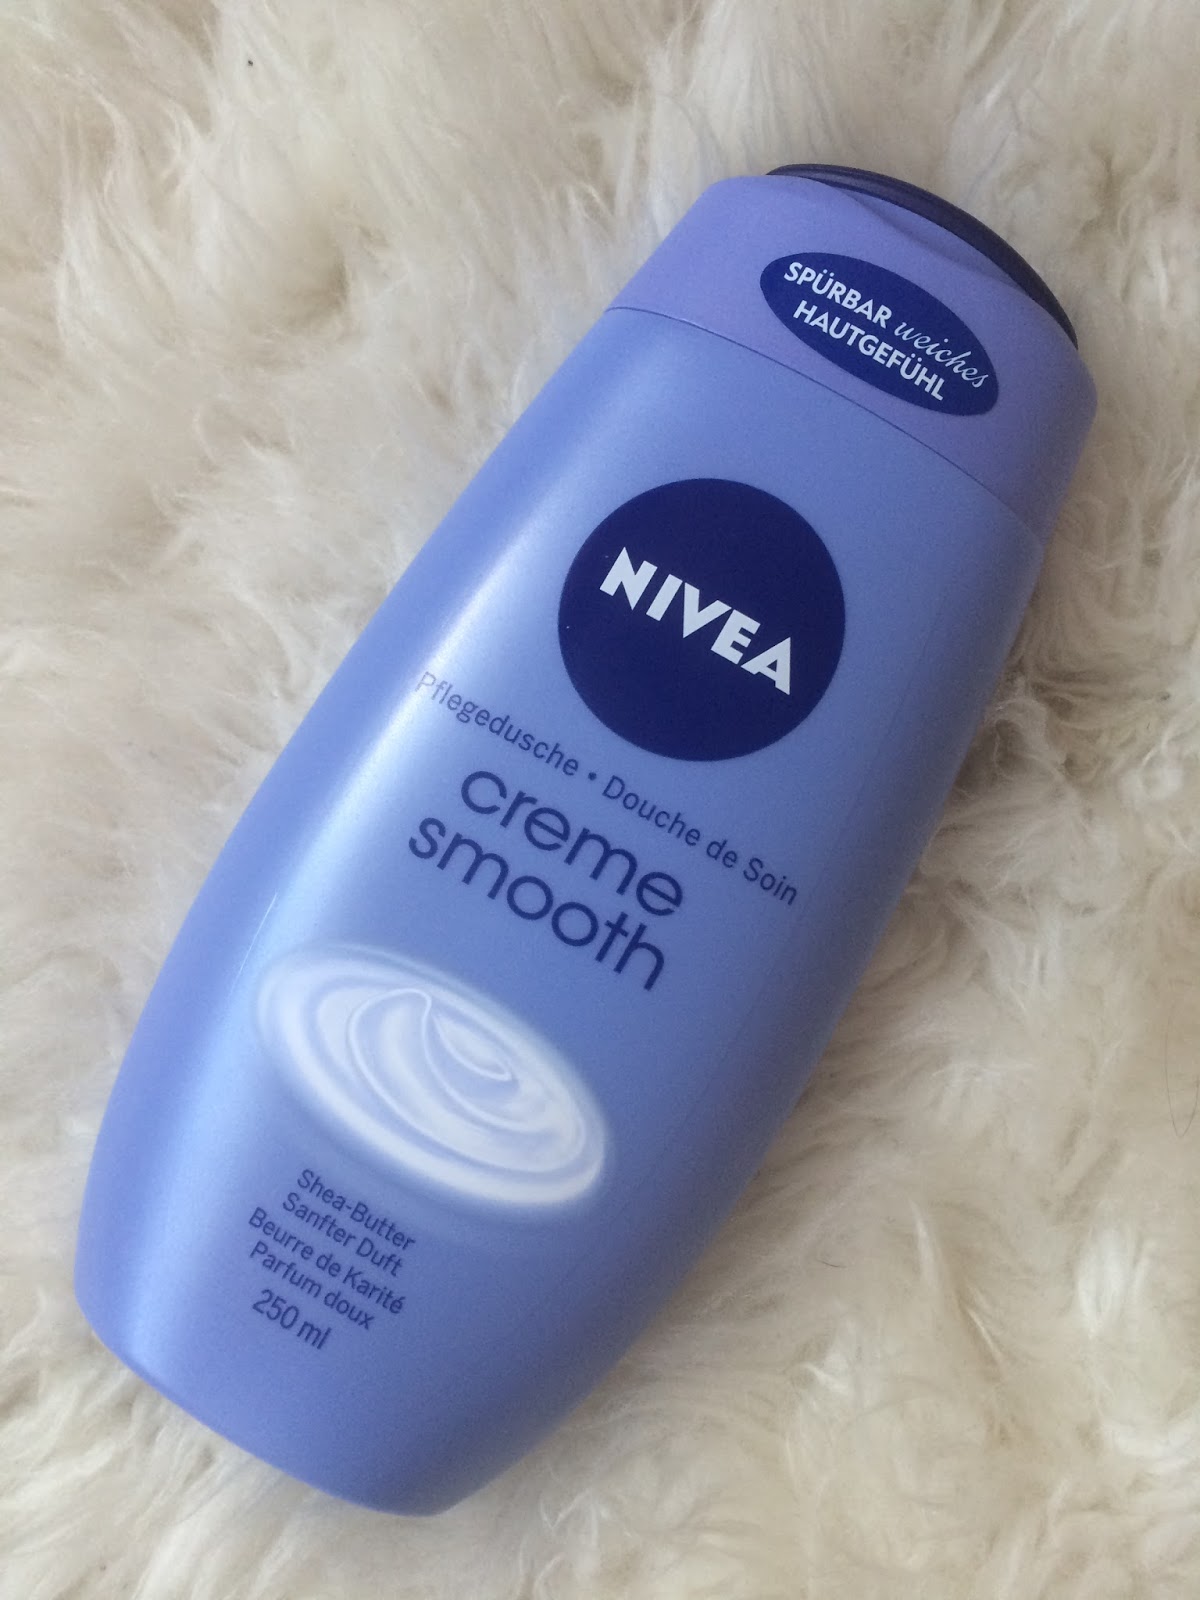 SPÜRBAR weiches
HAUTGEFÜHL
NIVEA
Pflegedusche • Douche de Soin
creme
smooth
Shea-Butter
Sanfter Duft
Beurre de Karité
Parfum doux
250 ml